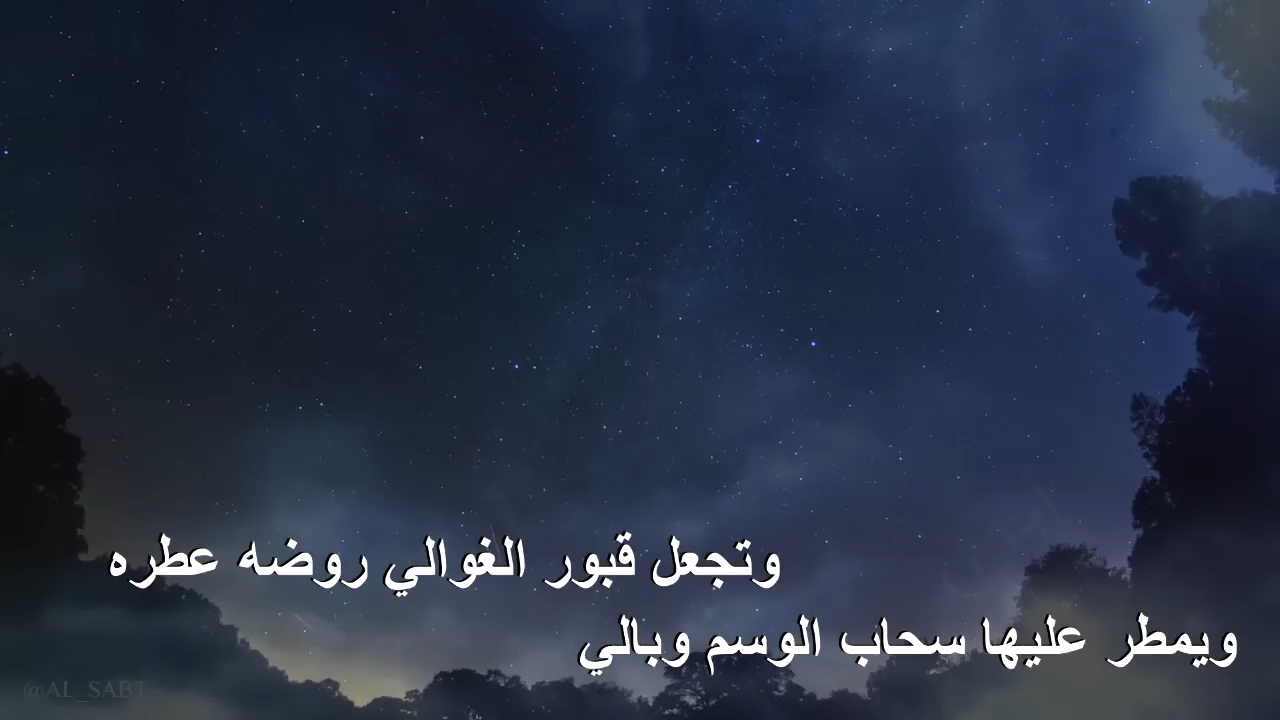 وتجعل قبور الغوالي روضه عطره
ويمطر عليها سحاب الوسم وبالي
@AL_SABT